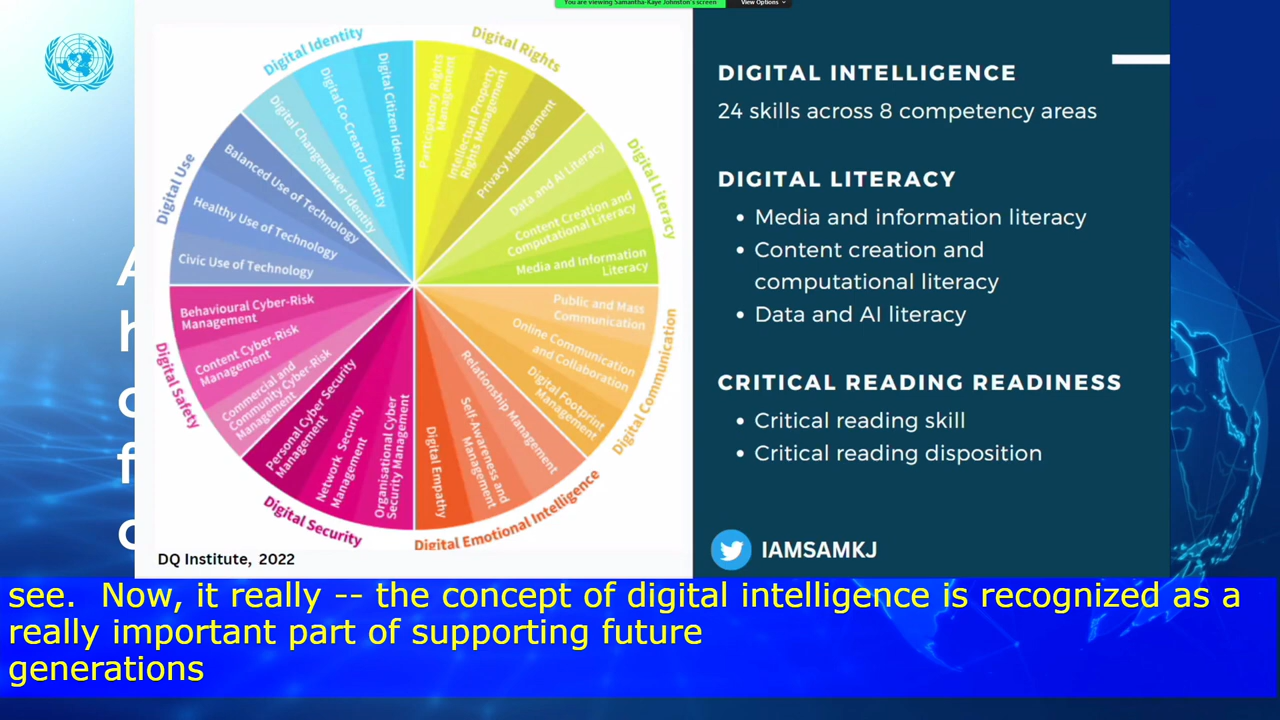 You are viewing Samantha-Kaye Johnston's screen
View Options
Digital Identity
Digital Citizen Identity
Digital Co-Creator Identity
Digital Changemaker Identity
Digital Rights
Participatory Rights
Management
Intellectual Property
Rights Management
Privacy Management
Digital Literacy
Data and AI Literacy
Content Creation and
Computational Literacy
Media and Information
Literacy
Digital Communication
Public and Mass
Communication
Online Communication
and Collaboration
Digital Footprint
Management
Digital Emotional Intelligence
Relationship Management
Self-Awareness and
Management
Digital Empathy
Digital Security
Organisational Cyber
Security Management
Network Security
Management
Personal Cyber Security
Management
Digital Safety
Commercial and
Community Cyber-Risk
Management
Content Cyber-Risk
Management
Behavioural Cyber-Risk
Management
Digital Use
Civic Use of Technology
Healthy Use of Technology
Balanced Use of Technology
DQ Institute, 2022
DIGITAL INTELLIGENCE
24 skills across 8 competency areas
DIGITAL LITERACY
• Media and information literacy
• Content creation and
computational literacy
• Data and AI literacy
CRITICAL READING READINESS
• Critical reading skill
• Critical reading disposition
IAMSAMKJ
see. Now, it really -- the concept of digital intelligence is recognized as a
really important part of supporting future
generations